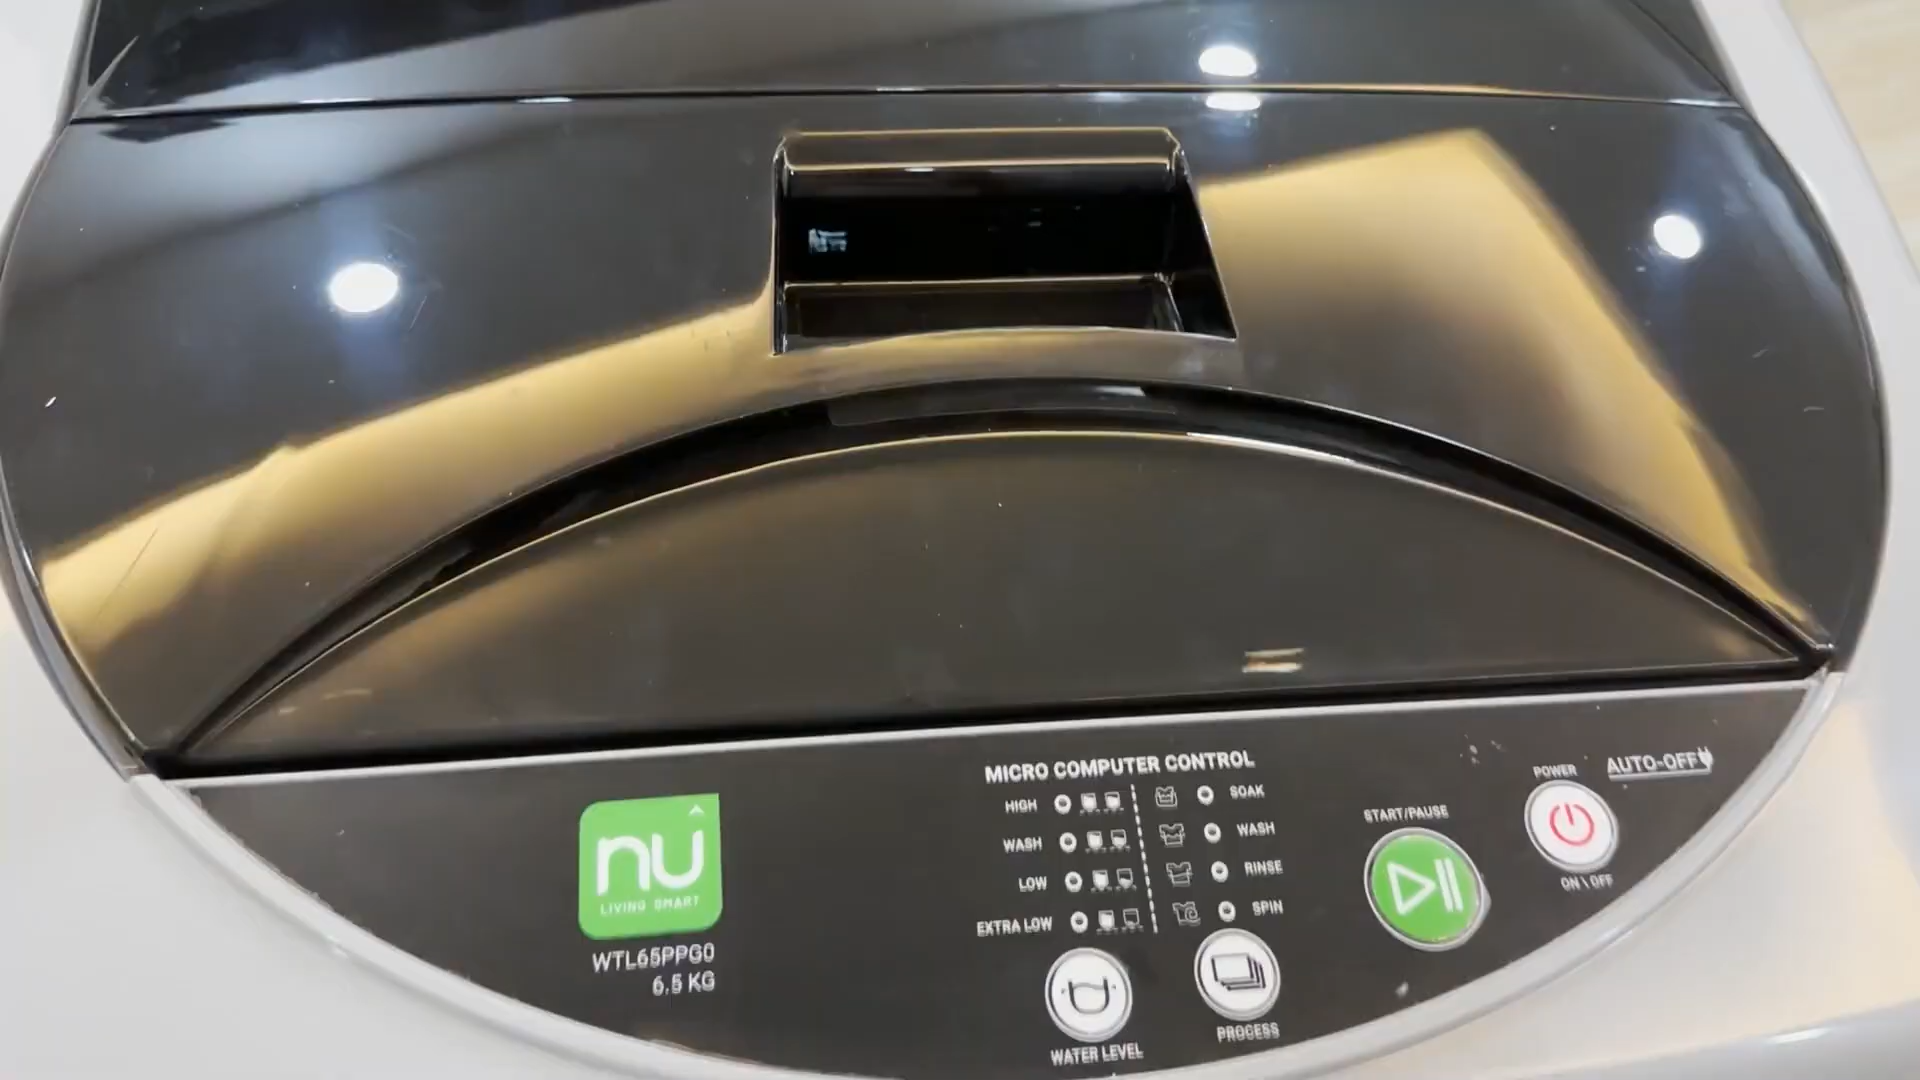 MICRO COMPUTER CONTROL
HIGH
WASH
LOW
EXTRA LOW
SOAK
WASH
RINSE
SPIN
WATER LEVEL
PROCESS
START/PAUSE
POWER
ON \ OFF
AUTO-OFF
nu
LIVING SMART
WTL65PPG0
6.5 KG